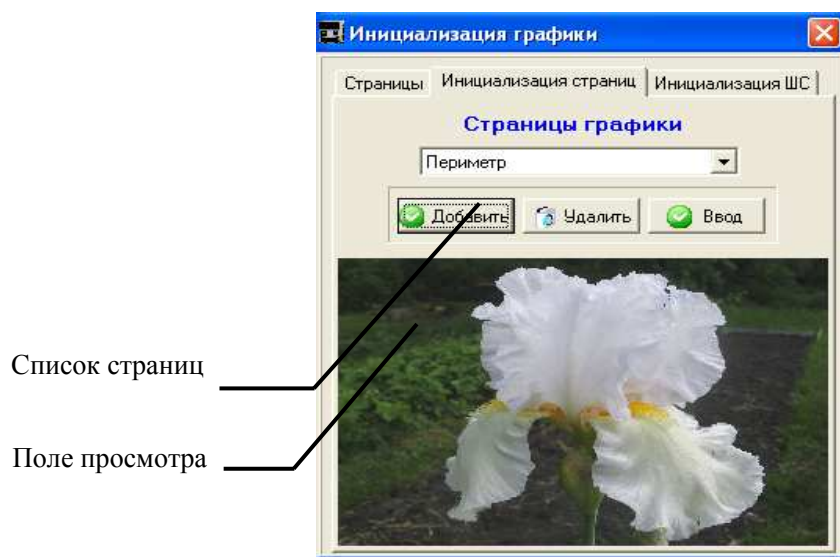 Инициализация графики
Страницы Инициализация страниц Инициализация ШС
Страницы графики
Периметр
Добавить Удалить Ввод
Список страниц
Поле просмотра